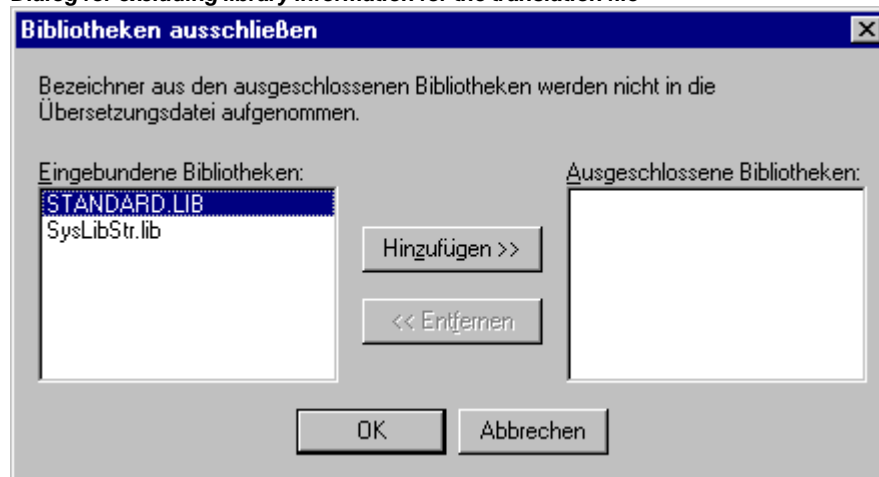 Dialog for excluding library information for the translation file
Bibliotheken ausschließen
Bezeichner aus den ausgeschlossenen Bibliotheken werden nicht in die
Übersetzungsdatei aufgenommen.
Eingebundene Bibliotheken:
Ausgeschlossene Bibliotheken:
STANDARD.LIB
SysLibStr.lib
Hinzufügen >>
<< Entfernen
OK
Abbrechen